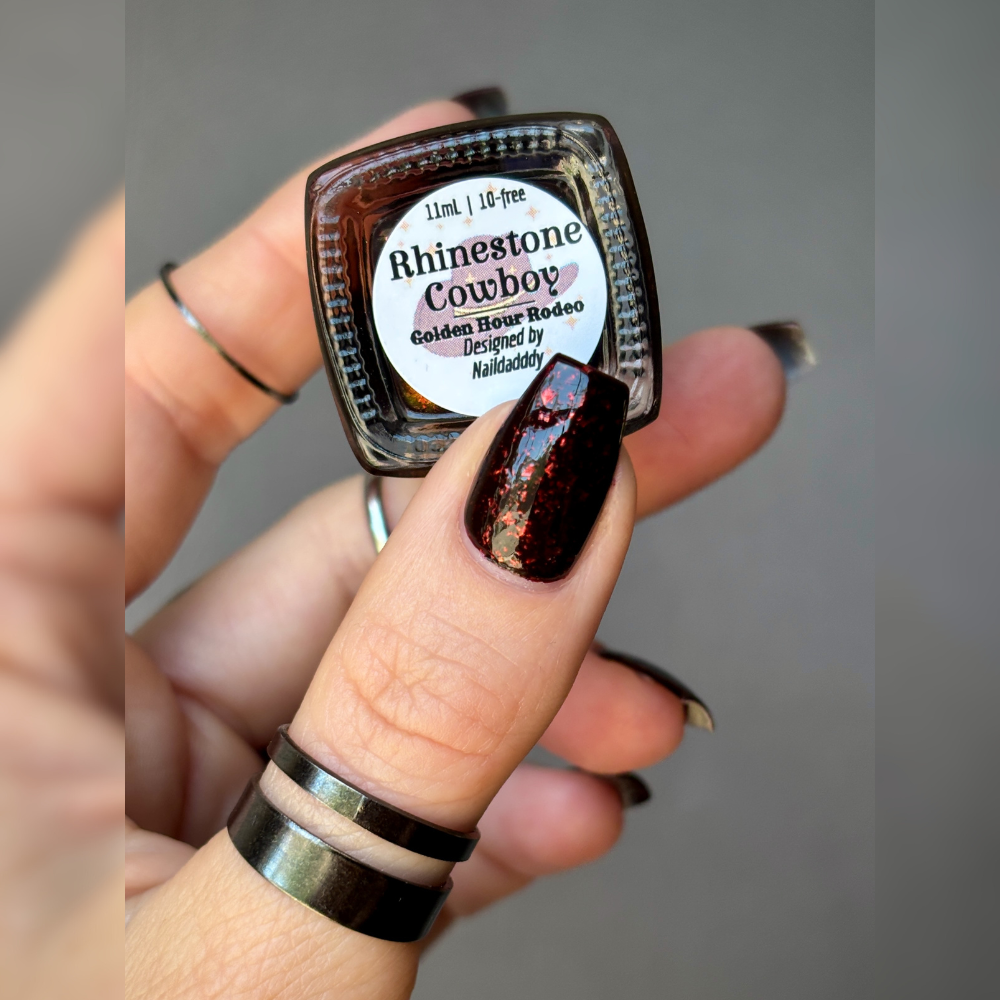 11mL | 10-free
Rhinestone
Cowboy
Golden Hour Rodeo
Designed by
Naildadddy